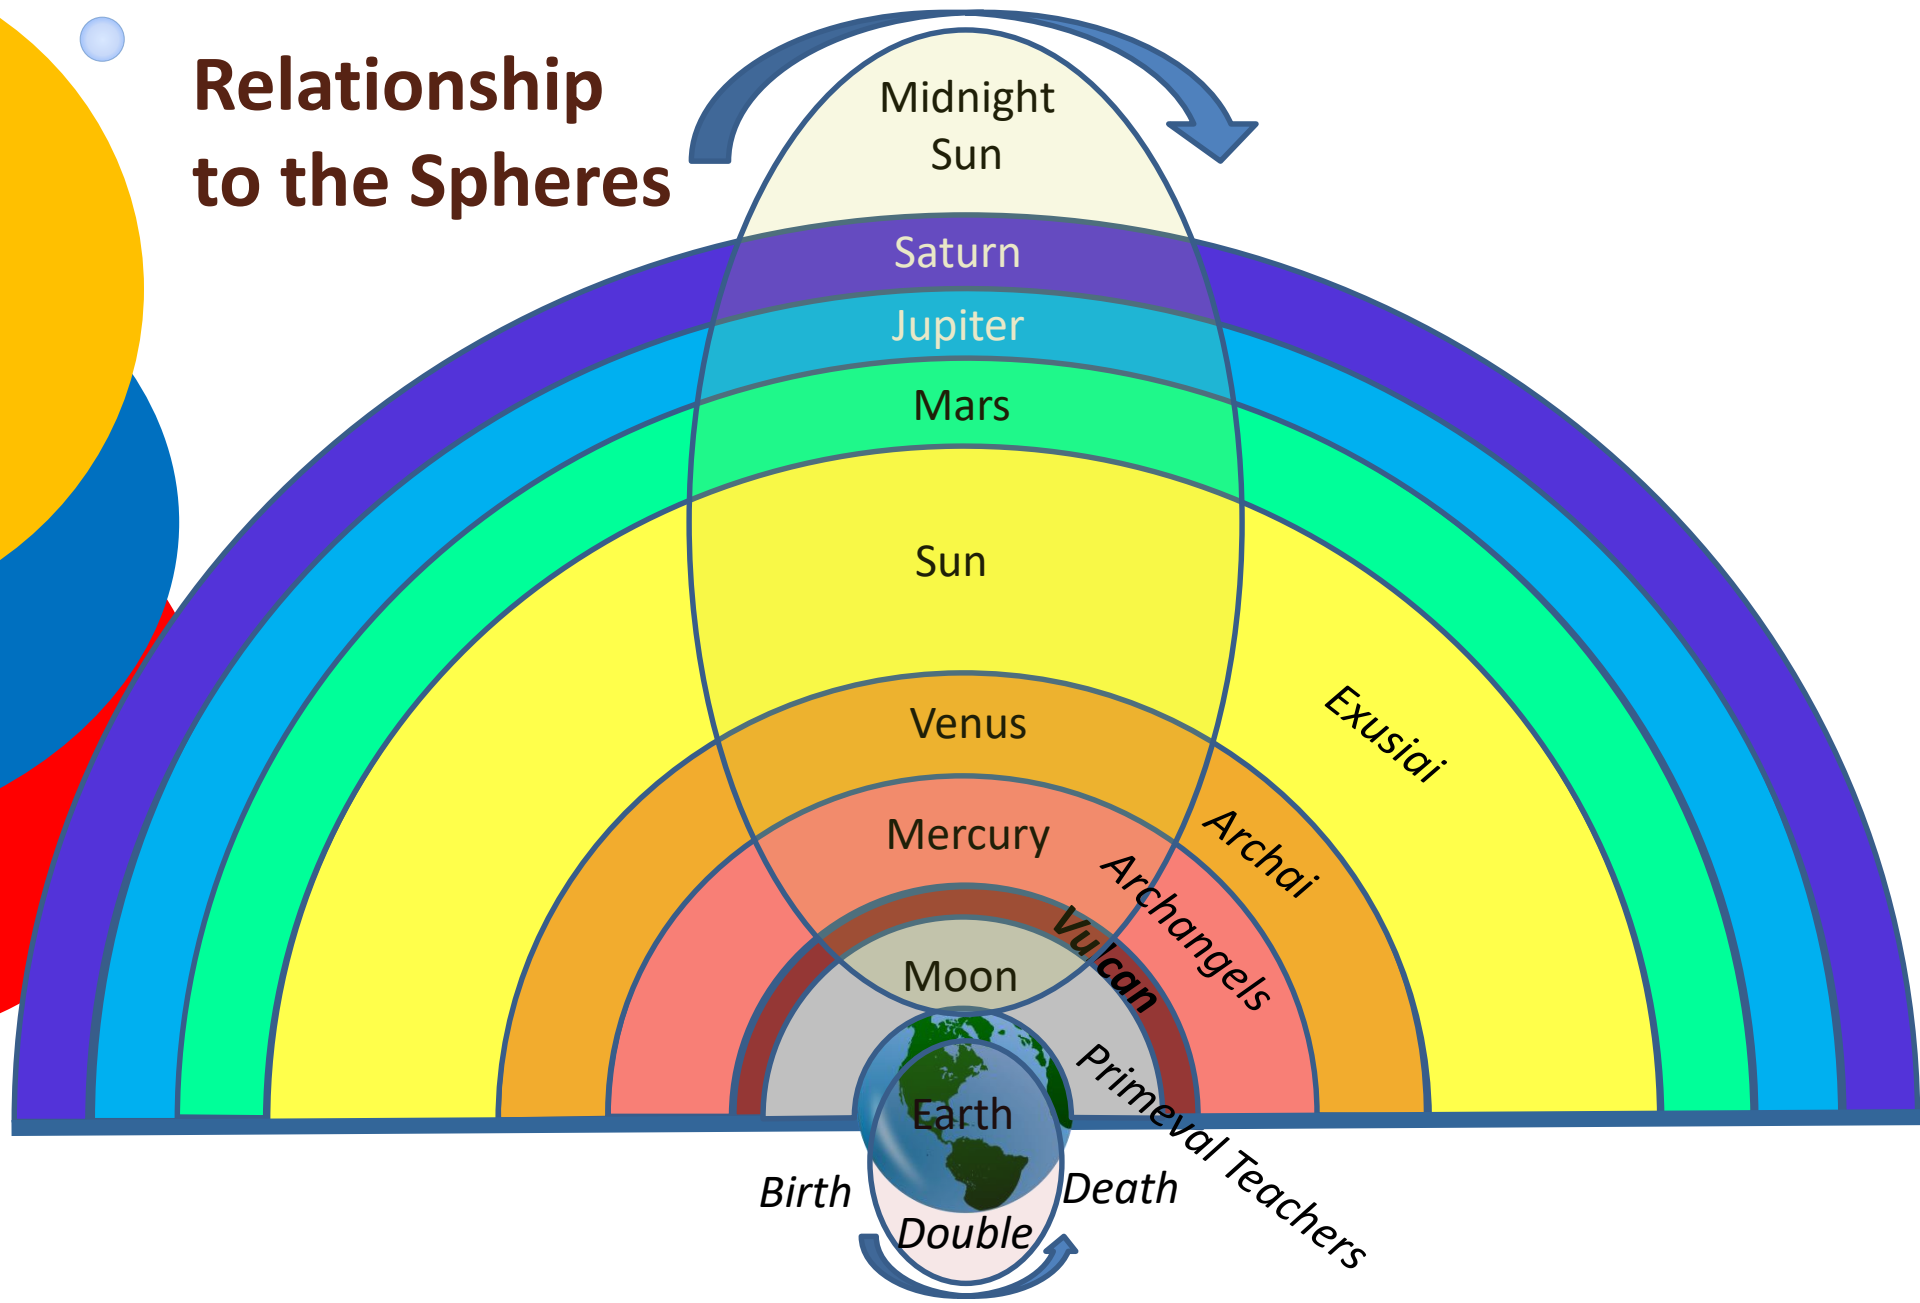 Relationship
to the Spheres
Midnight
Sun
Saturn
Jupiter
Mars
Sun
Exusiai
Venus
Archai
Mercury
Archangels
Vulcan
Moon
Primeval Teachers
Earth
Birth
Death
Double